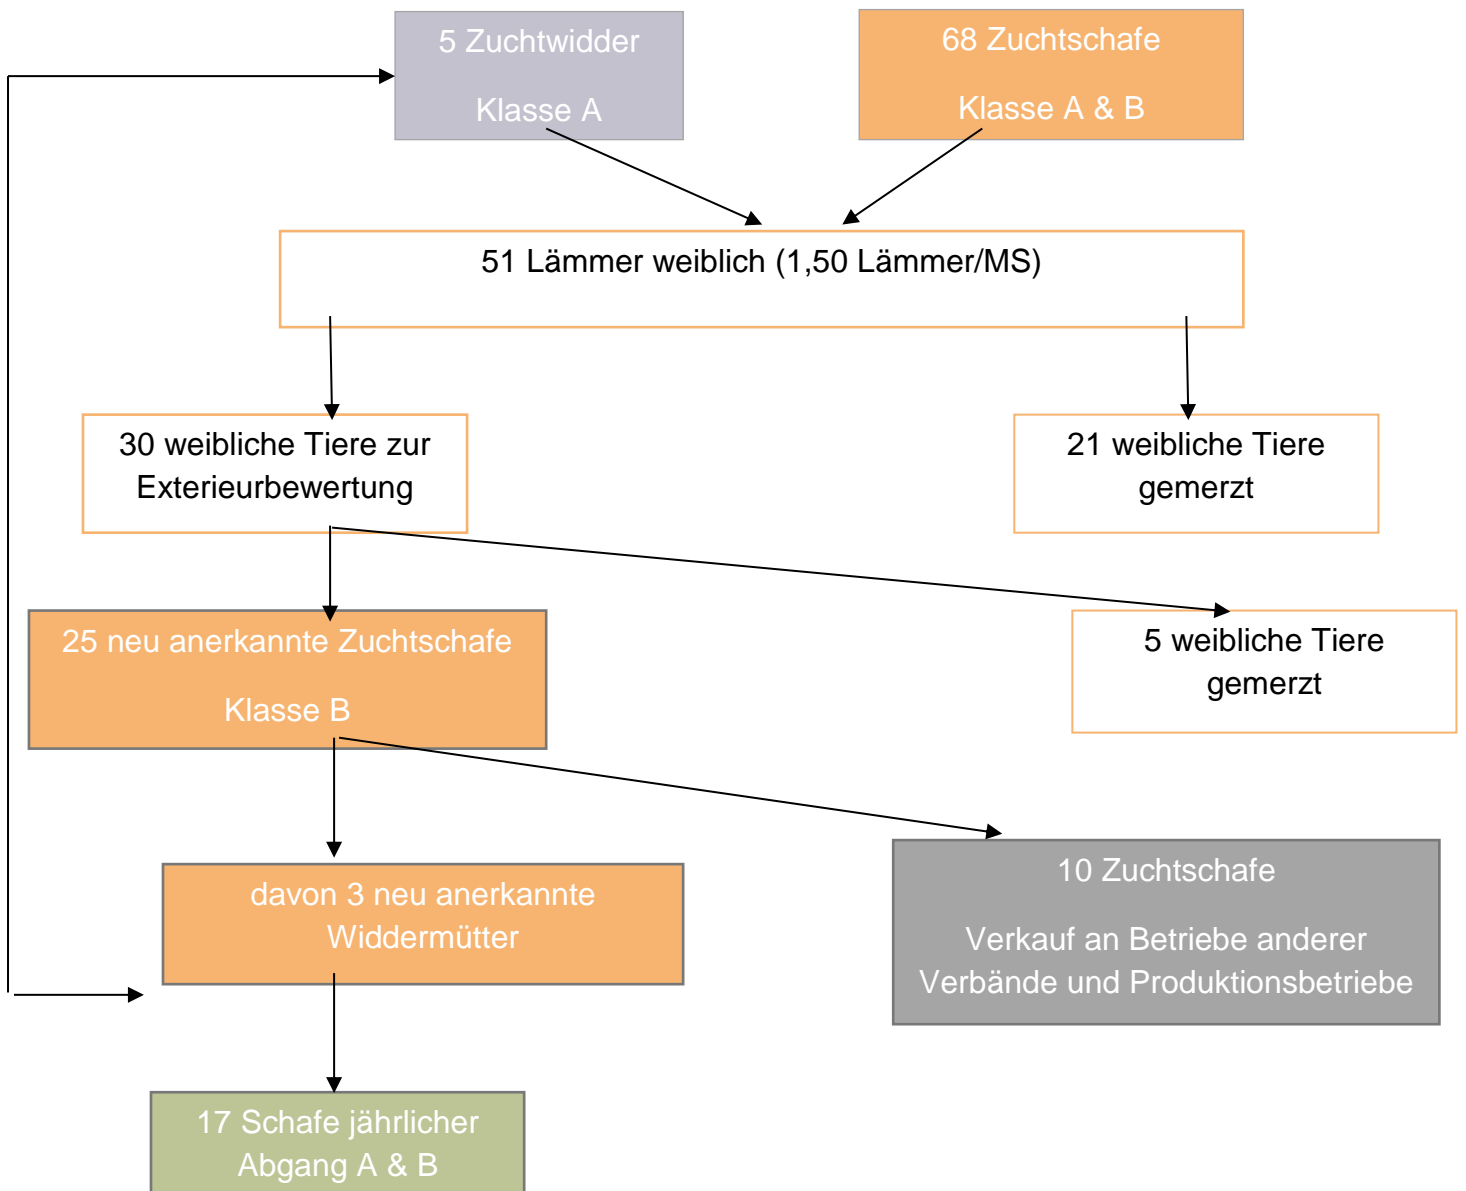 5 Zuchtwidder
Klasse A
68 Zuchtschafe
Klasse A & B
51 Lämmer weiblich (1,50 Lämmer/MS)
30 weibliche Tiere zur
Exterieurbewertung
21 weibliche Tiere
gemerzt
25 neu anerkannte Zuchtschafe
Klasse B
5 weibliche Tiere
gemerzt
davon 3 neu anerkannte
Widdermütter
10 Zuchtschafe
Verkauf an Betriebe anderer
Verbände und Produktionsbetriebe
17 Schafe jährlicher
Abgang A & B